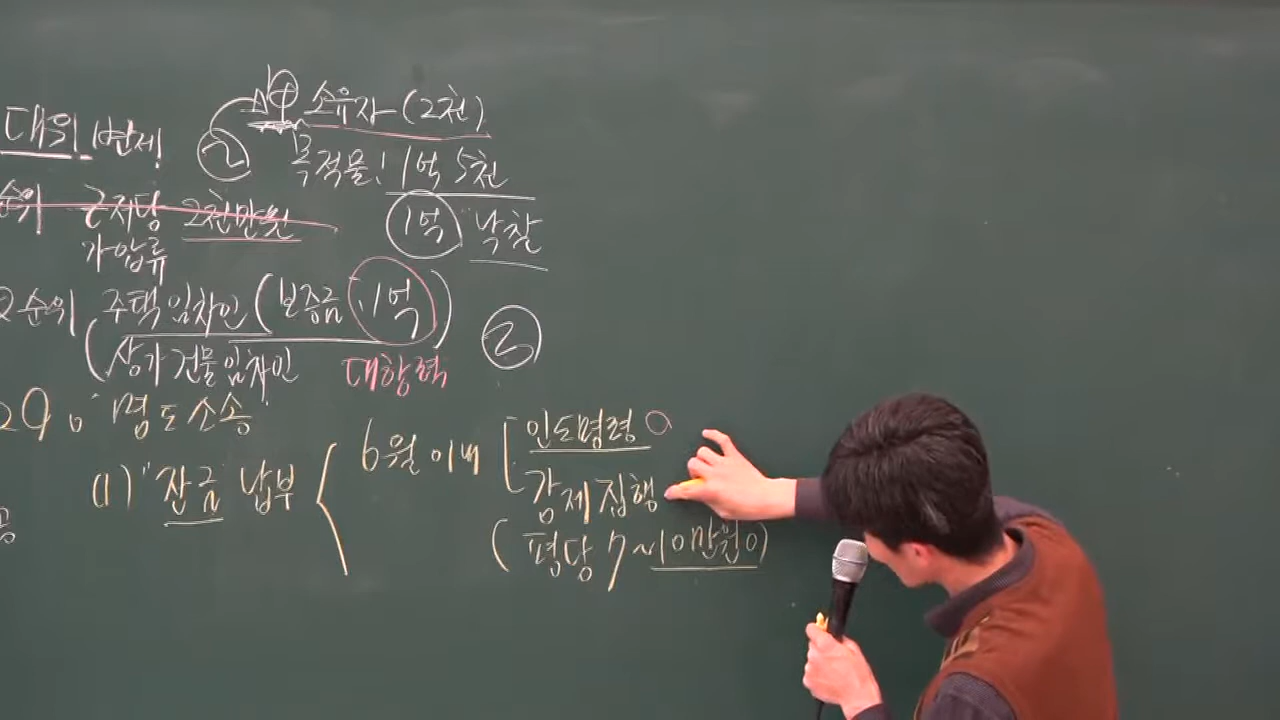 대위변제!
소유자(2천)
② 목적물! 1억 5천
순위 근저당 2천만원
1억 낙찰
가압류
2순위 주택임차인 (보증금 1억)
(상가건물임차인 대항력
29。 명도소송
6월 이내 [인도명령 O
(1) "잔금 납부 {
강제집행
(평당 7~10만원)